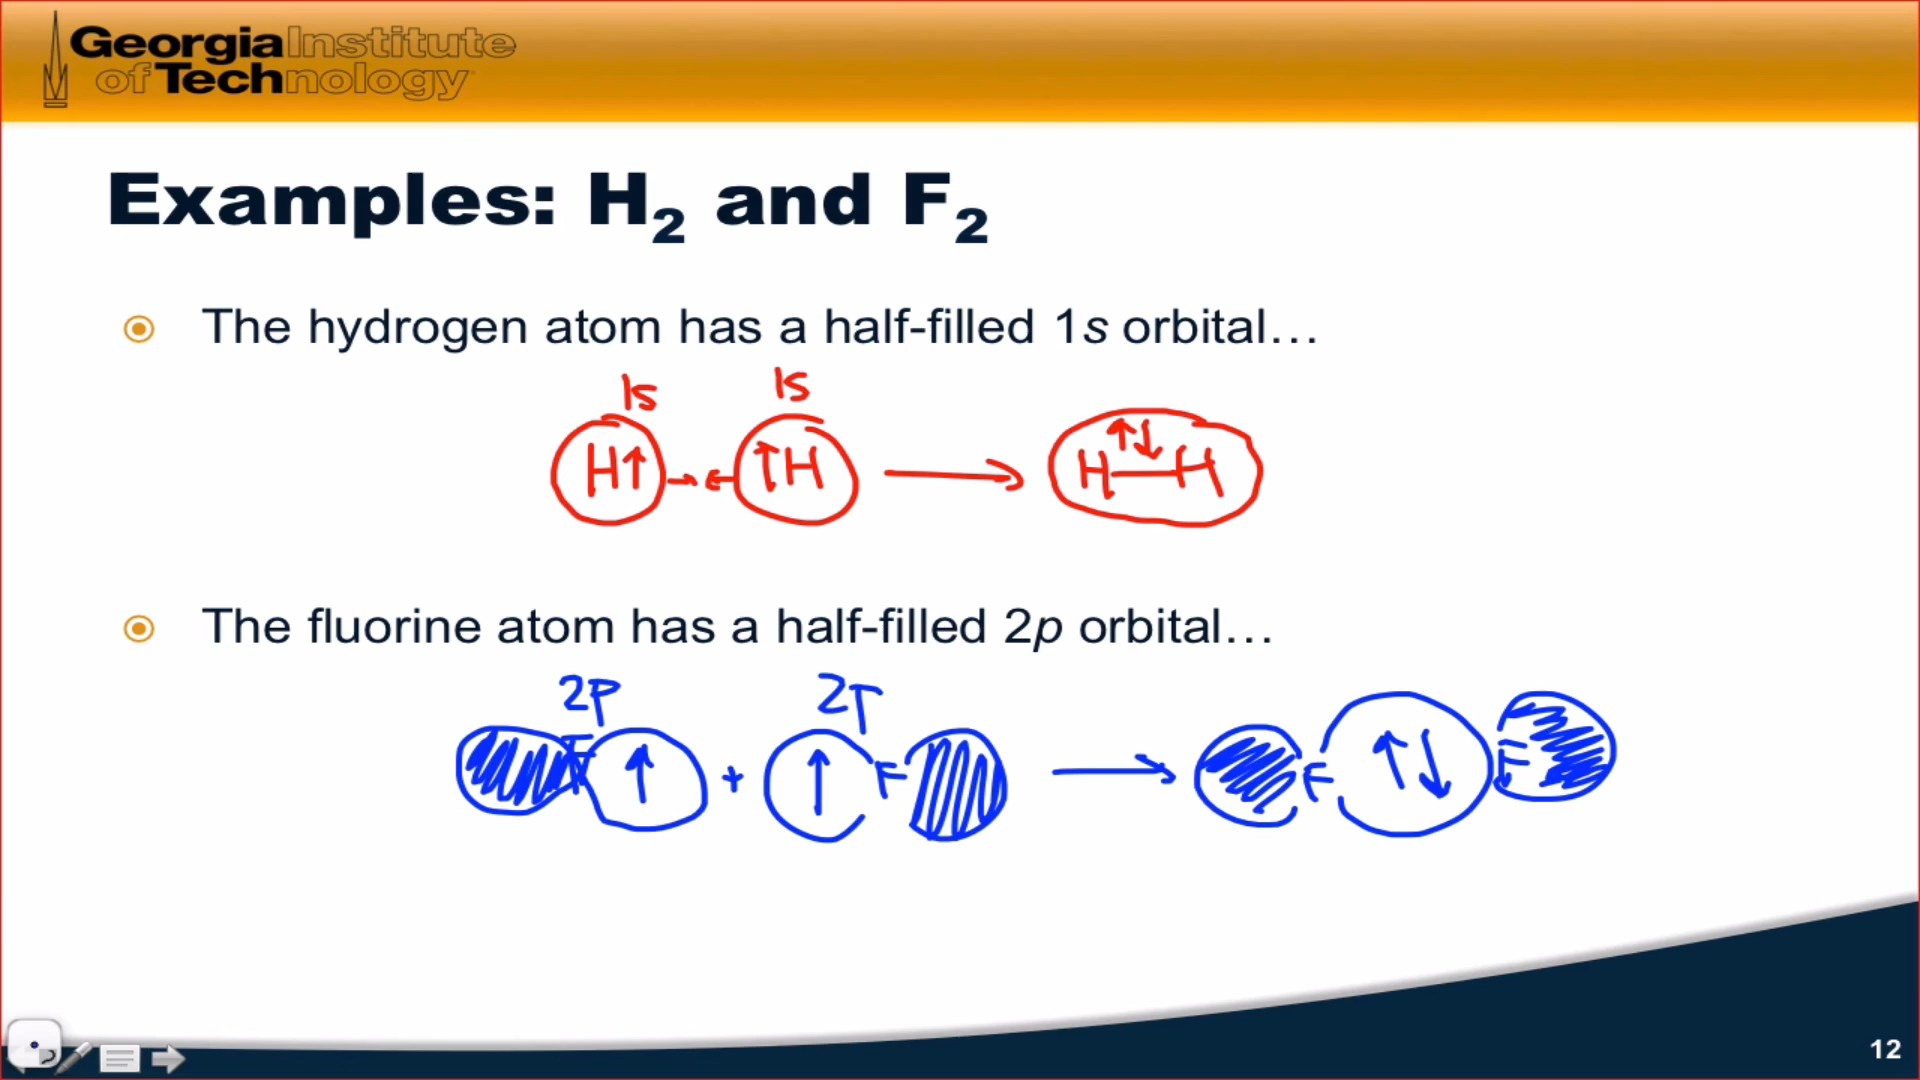 Georgia Institute
of Technology
Examples: H₂ and F₂
The hydrogen atom has a half-filled 1s orbital…
1s 1s
H↑ → ← ↑H → ↑↓ H—H
The fluorine atom has a half-filled 2p orbital…
2p 2p
F ↑ + ↑ F → F ↑↓ F
12